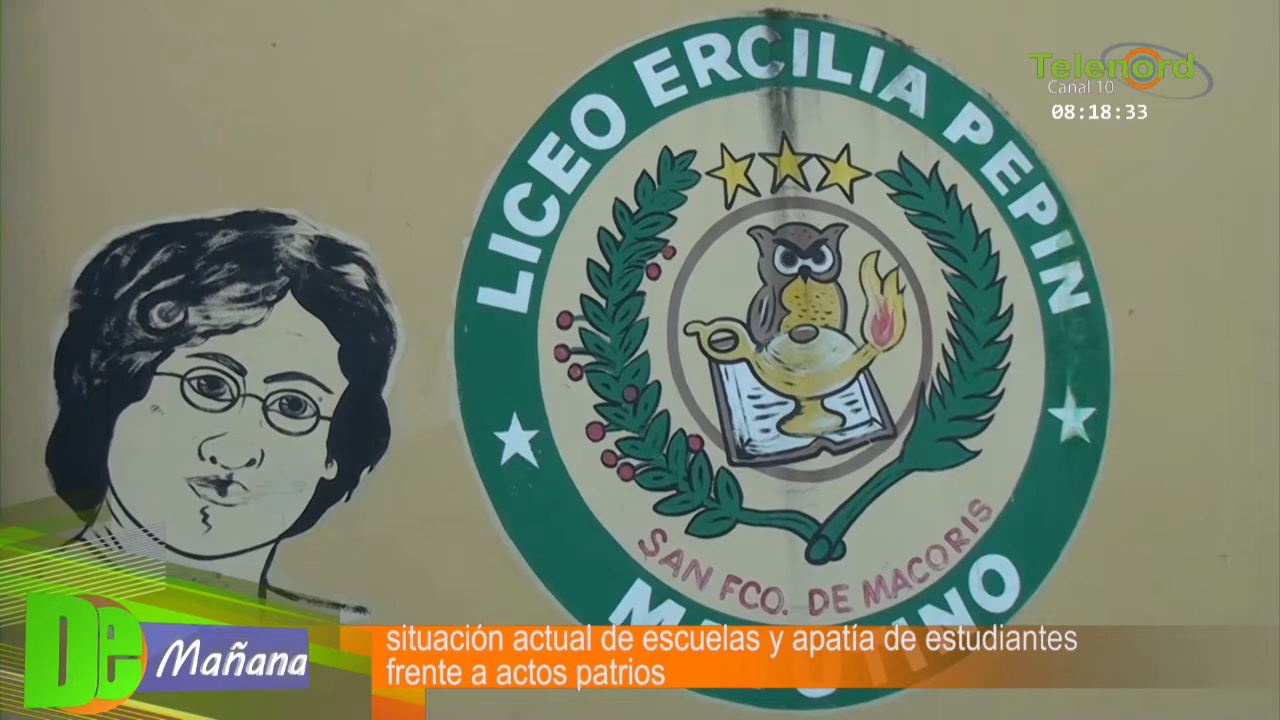 Telenord
Canal 10
08:18:33
LICEO ERCILIA PEPIN
SAN FCO. DE MACORIS
De Mañana
situación actual de escuelas y apatía de estudiantes
frente a actos patrios